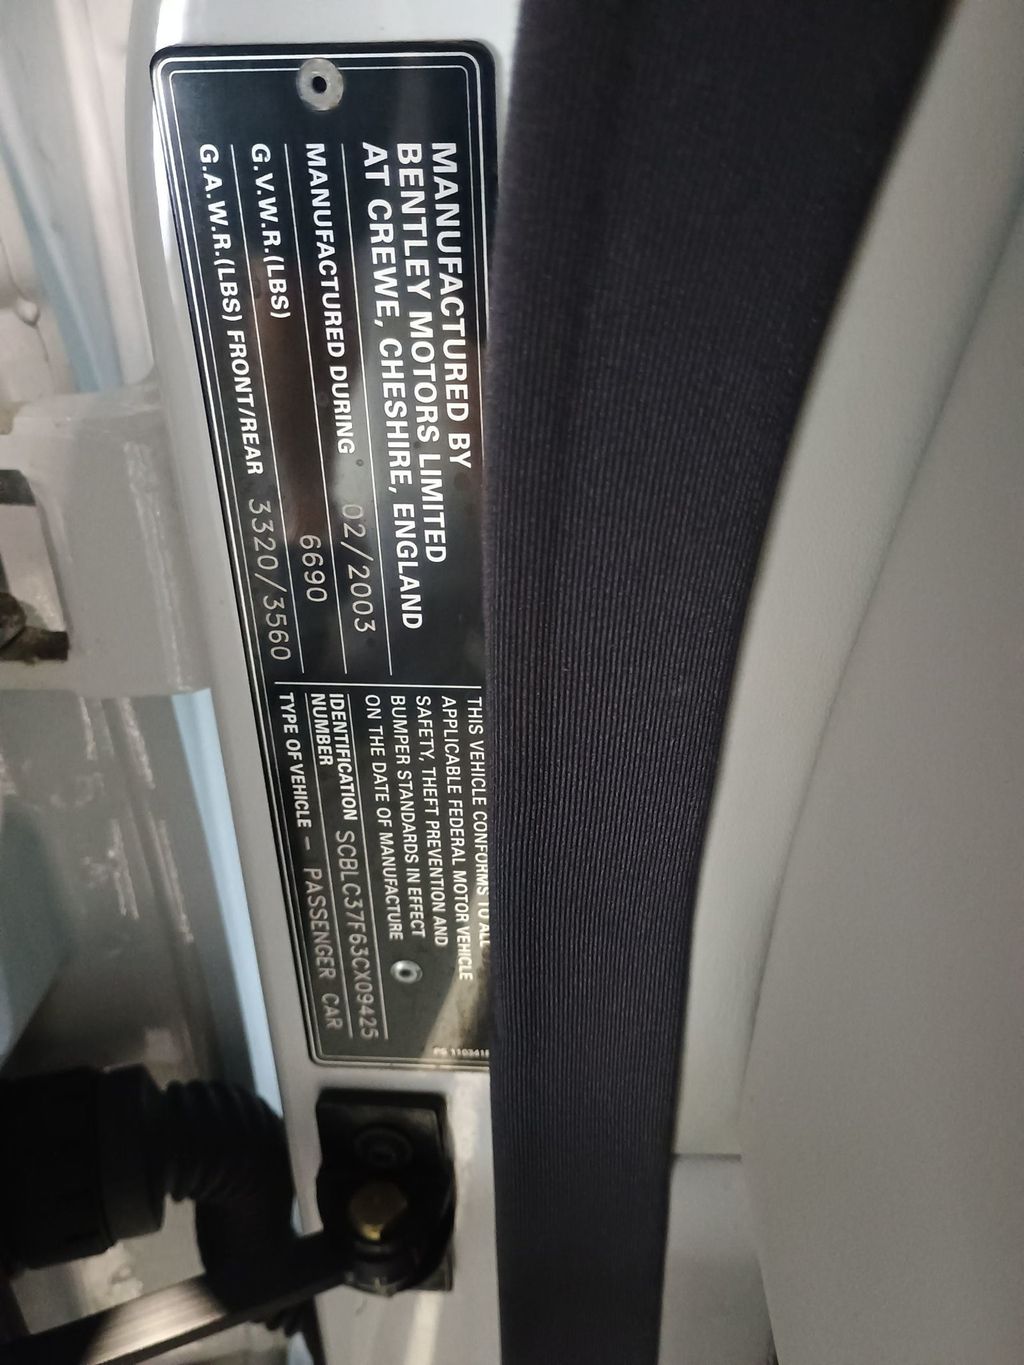 MANUFACTURED BY
BENTLEY MOTORS LIMITED
AT CREWE, CHESHIRE, ENGLAND
MANUFACTURED DURING 02/2003
G.V.W.R.(LBS) 6690
G.A.W.R.(LBS) FRONT/REAR 3320/3560
THIS VEHICLE CONFORMS TO ALL
APPLICABLE FEDERAL MOTOR VEHICLE
SAFETY, THEFT PREVENTION AND
BUMPER STANDARDS IN EFFECT
ON THE DATE OF MANUFACTURE
IDENTIFICATION SCBLC37F63CX09425
NUMBER
TYPE OF VEHICLE - PASSENGER CAR